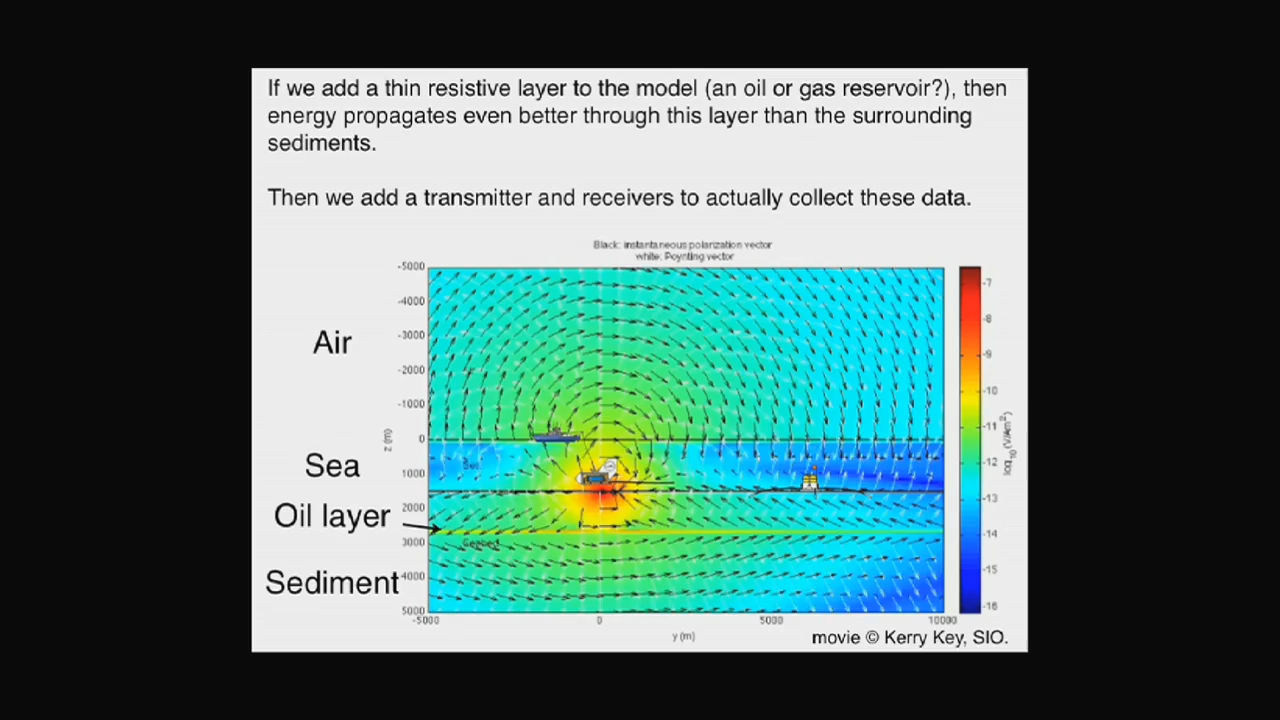 If we add a thin resistive layer to the model (an oil or gas reservoir?), then
energy propagates even better through this layer than the surrounding
sediments.
Then we add a transmitter and receivers to actually collect these data.
Black: instantaneous polarization vector
white: Poynting vector
Air
Sea
Oil layer
Sediment
z (m)
-5000
-4000
-3000
-2000
-1000
0
1000
2000
3000
4000
5000
-5000
0
5000
10000
y (m)
-7
-8
-9
-10
-11
-12
-13
-14
-15
-16
log10(V/Am²)
movie © Kerry Key, SIO.